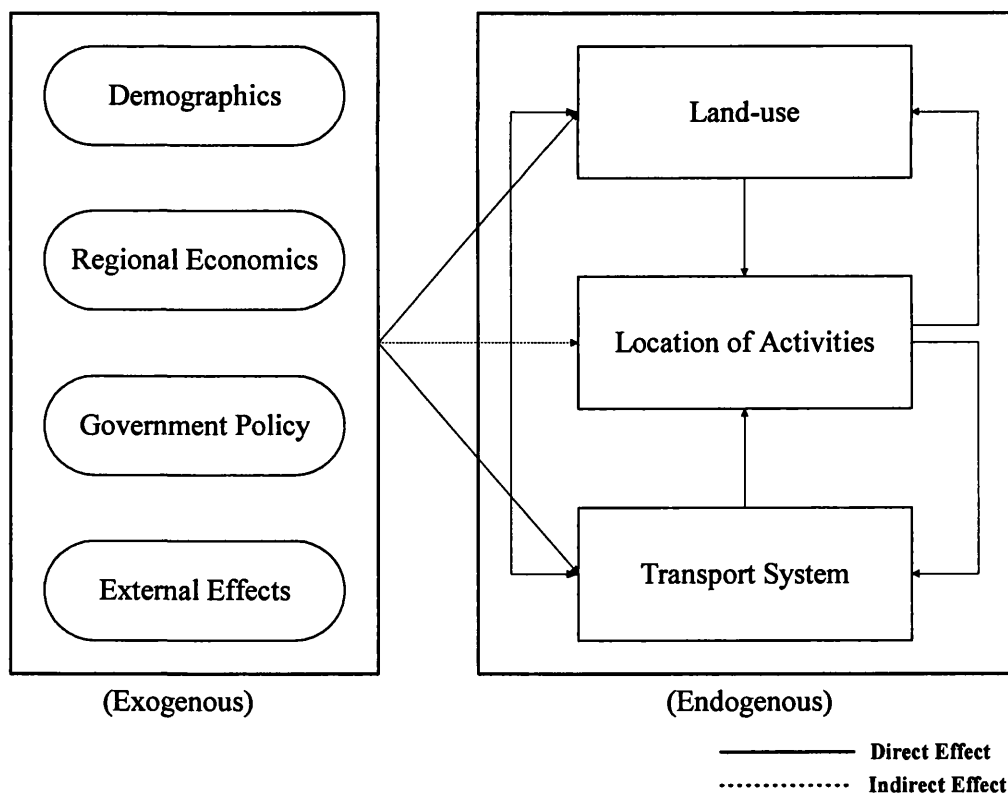 Demographics
Regional Economics
Government Policy
External Effects
(Exogenous)
Land-use
Location of Activities
Transport System
(Endogenous)
Direct Effect
Indirect Effect